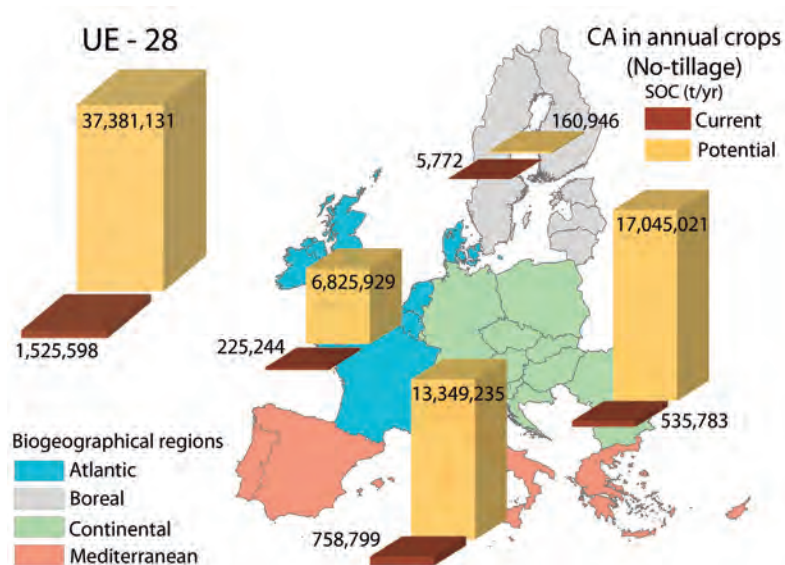 UE - 28
37,381,131
1,525,598
CA in annual crops
(No-tillage)
SOC (t/yr)
Current
Potential
160,946
5,772
17,045,021
535,783
6,825,929
225,244
13,349,235
758,799
Biogeographical regions
Atlantic
Boreal
Continental
Mediterranean